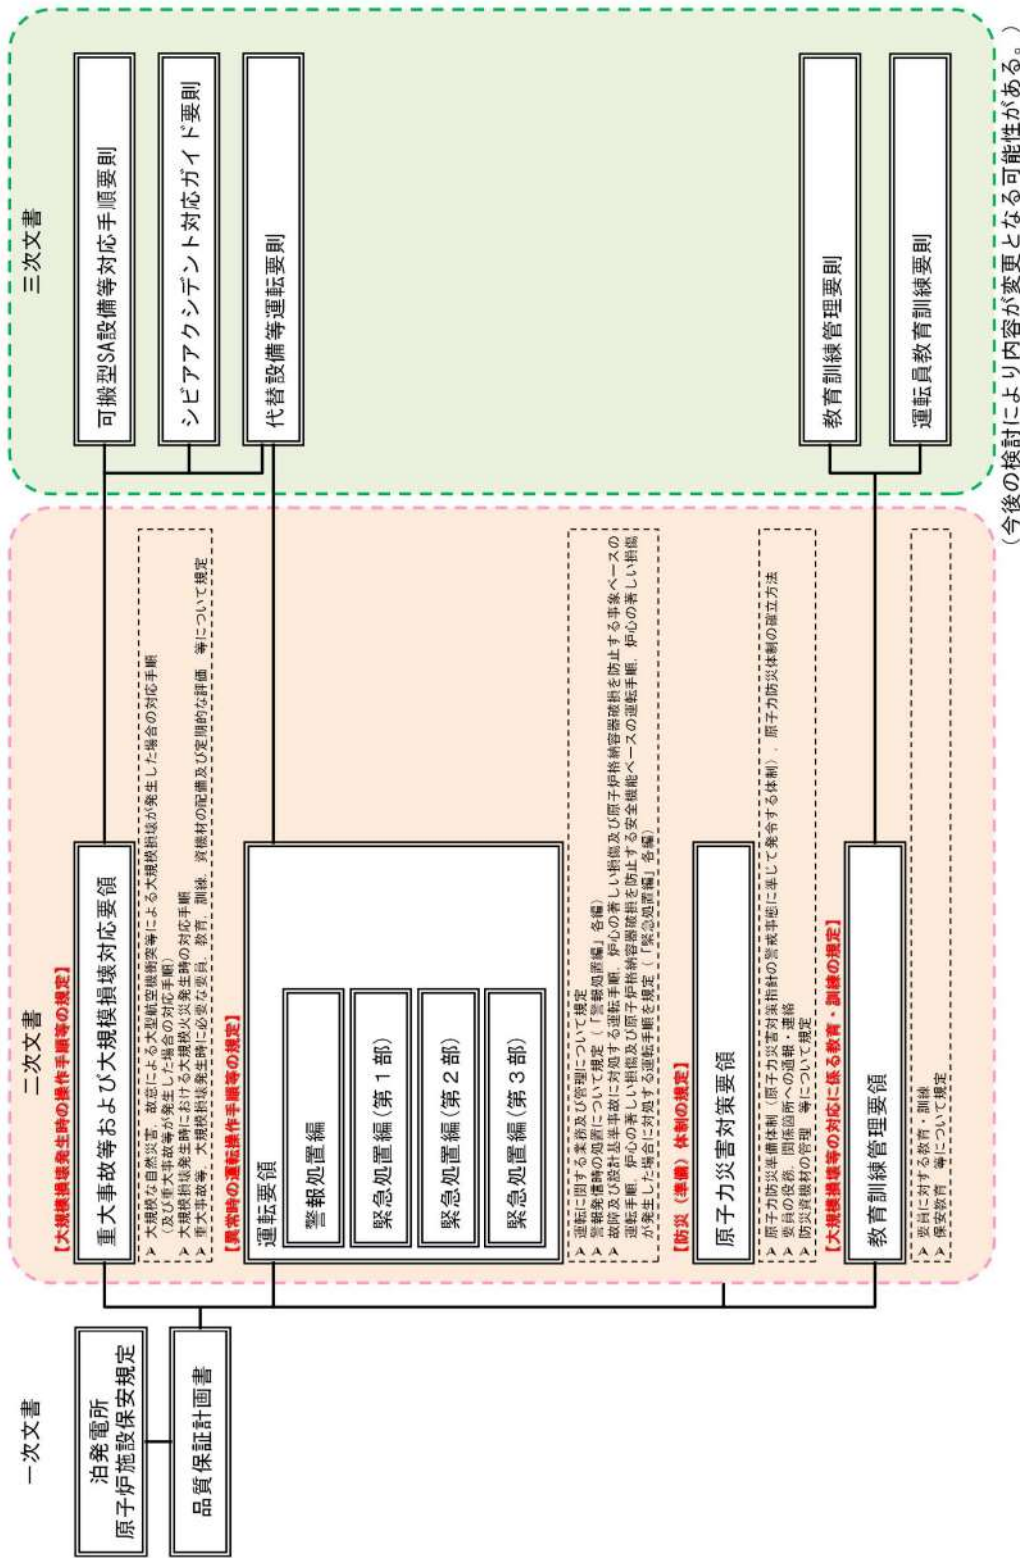 一次文書
泊発電所
原子炉施設保安規定
品質保証計画書
二次文書
【大規模損壊発生時の操作手順等の規定】
重大事故等および大規模損壊対応要領
➢ 大規模な自然災害，故意による大型航空機衝突等による大規模損壊が発生した場合の対応手順
（及び重大事故等が発生した場合の対応手順）
➢ 大規模損壊発生時における大規模火災発生時の対応手順
➢ 重大事故等，大規模損壊発生時に必要な要員，教育，訓練，資機材の配備及び定期的な評価　等について規定
【異常時の運転操作手順等の規定】
運転要領
警報処置編
緊急処置編（第１部）
緊急処置編（第２部）
緊急処置編（第３部）
➢ 運転に関する業務及び管理について規定
➢ 警報発信時の処置について規定（「警報処置編」各編）
➢ 故障及び設計基準事故に対処する運転手順，炉心の著しい損傷及び原子炉格納容器破損を防止する事象ベースの
運転手順，炉心の著しい損傷及び原子炉格納容器破損を防止する安全機能ベースの運転手順，炉心の著しい損傷
が発生した場合に対処する運転手順を規定（「緊急処置編」各編）
【防災（準備）体制の規定】
原子力災害対策要領
➢ 原子力防災準備体制（原子力災害対策指針の警戒事態に準じて発令する体制），原子力防災体制の確立方法
➢ 要員の役務，関係箇所への通報・連絡
➢ 防災資機材の管理　等について規定
【大規模損壊等の対応に係る教育・訓練の規定】
教育訓練管理要領
➢ 要員に対する教育・訓練
➢ 保安教育　等について規定
三次文書
可搬型SA設備等対応手順要則
シビアアクシデント対応ガイド要則
代替設備等運転要則
教育訓練管理要則
運転員教育訓練要則
（今後の検討により内容が変更となる可能性がある。）